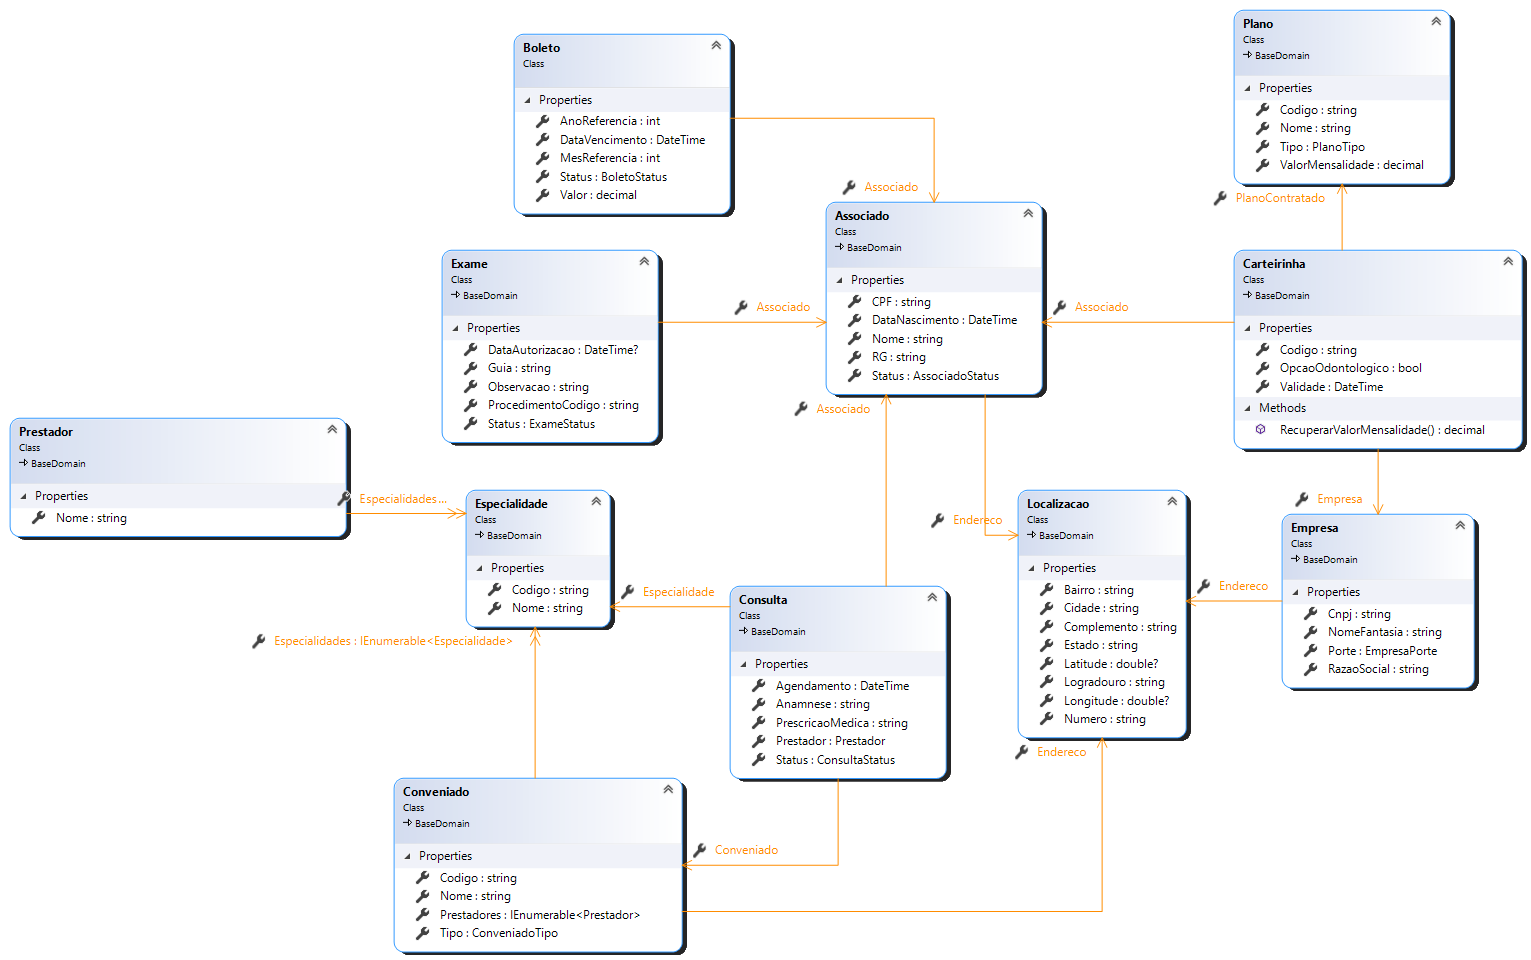 Plano
Class
BaseDomain
Properties
Codigo : string
Nome : string
Tipo : PlanoTipo
ValorMensalidade : decimal
Boleto
Class
Properties
AnoReferencia : int
DataVencimento : DateTime
MesReferencia : int
Status : BoletoStatus
Valor : decimal
Associado
PlanoContratado
Associado
Class
BaseDomain
Properties
CPF : string
DataNascimento : DateTime
Nome : string
RG : string
Status : AssociadoStatus
Exame
Class
BaseDomain
Properties
DataAutorizacao : DateTime?
Guia : string
Observacao : string
ProcedimentoCodigo : string
Status : ExameStatus
Associado
Associado
Carteirinha
Class
BaseDomain
Properties
Codigo : string
OpcaoOdontologico : bool
Validade : DateTime
Methods
RecuperarValorMensalidade() : decimal
Associado
Prestador
Class
BaseDomain
Properties
Nome : string
Especialidades...
Especialidade
Class
BaseDomain
Properties
Codigo : string
Nome : string
Endereco
Localizacao
Class
BaseDomain
Properties
Bairro : string
Cidade : string
Complemento : string
Estado : string
Latitude : double?
Logradouro : string
Longitude : double?
Numero : string
Empresa
Empresa
Class
BaseDomain
Properties
Cnpj : string
NomeFantasia : string
Porte : EmpresaPorte
RazaoSocial : string
Endereco
Especialidade
Consulta
Class
BaseDomain
Properties
Agendamento : DateTime
Anamnese : string
PrescricaoMedica : string
Prestador : Prestador
Status : ConsultaStatus
Especialidades : IEnumerable<Especialidade>
Endereco
Conveniado
Conveniado
Class
BaseDomain
Properties
Codigo : string
Nome : string
Prestadores : IEnumerable<Prestador>
Tipo : ConveniadoTipo